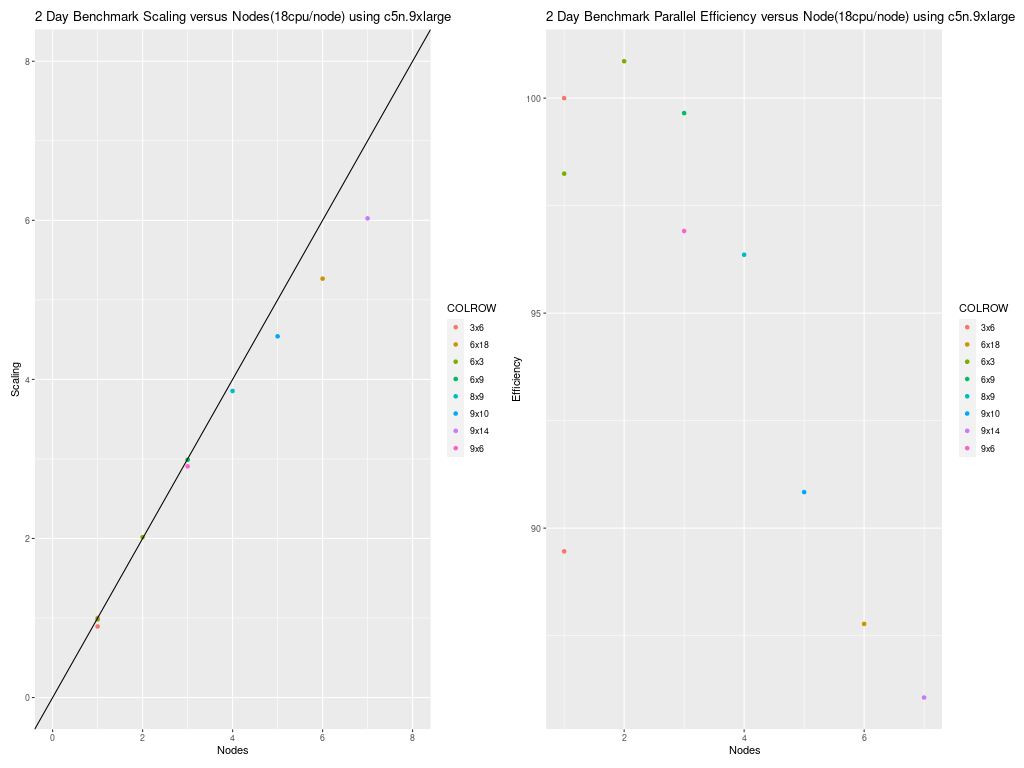 2 Day Benchmark Scaling versus Nodes(18cpu/node) using c5n.9xlarge
8
6
4
2
0
Scaling
0 2 4 6 8
Nodes
COLROW
3x6
6x18
6x3
6x9
8x9
9x10
9x14
9x6
2 Day Benchmark Parallel Efficiency versus Node(18cpu/node) using c5n.9xlarge
100
95
90
Efficiency
2 4 6
Nodes
COLROW
3x6
6x18
6x3
6x9
8x9
9x10
9x14
9x6